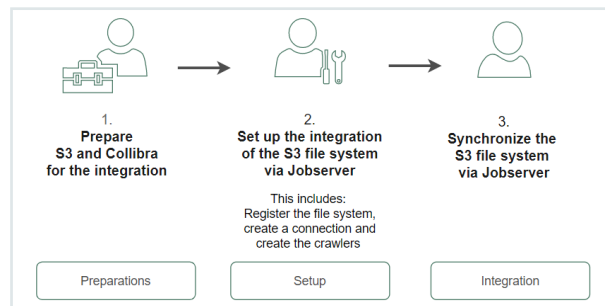 1.
Prepare
S3 and Collibra
for the integration
2.
Set up the integration
of the S3 file system
via Jobserver
This includes:
Register the file system,
create a connection and
create the crawlers
3.
Synchronize the
S3 file system
via Jobserver
Preparations
Setup
Integration